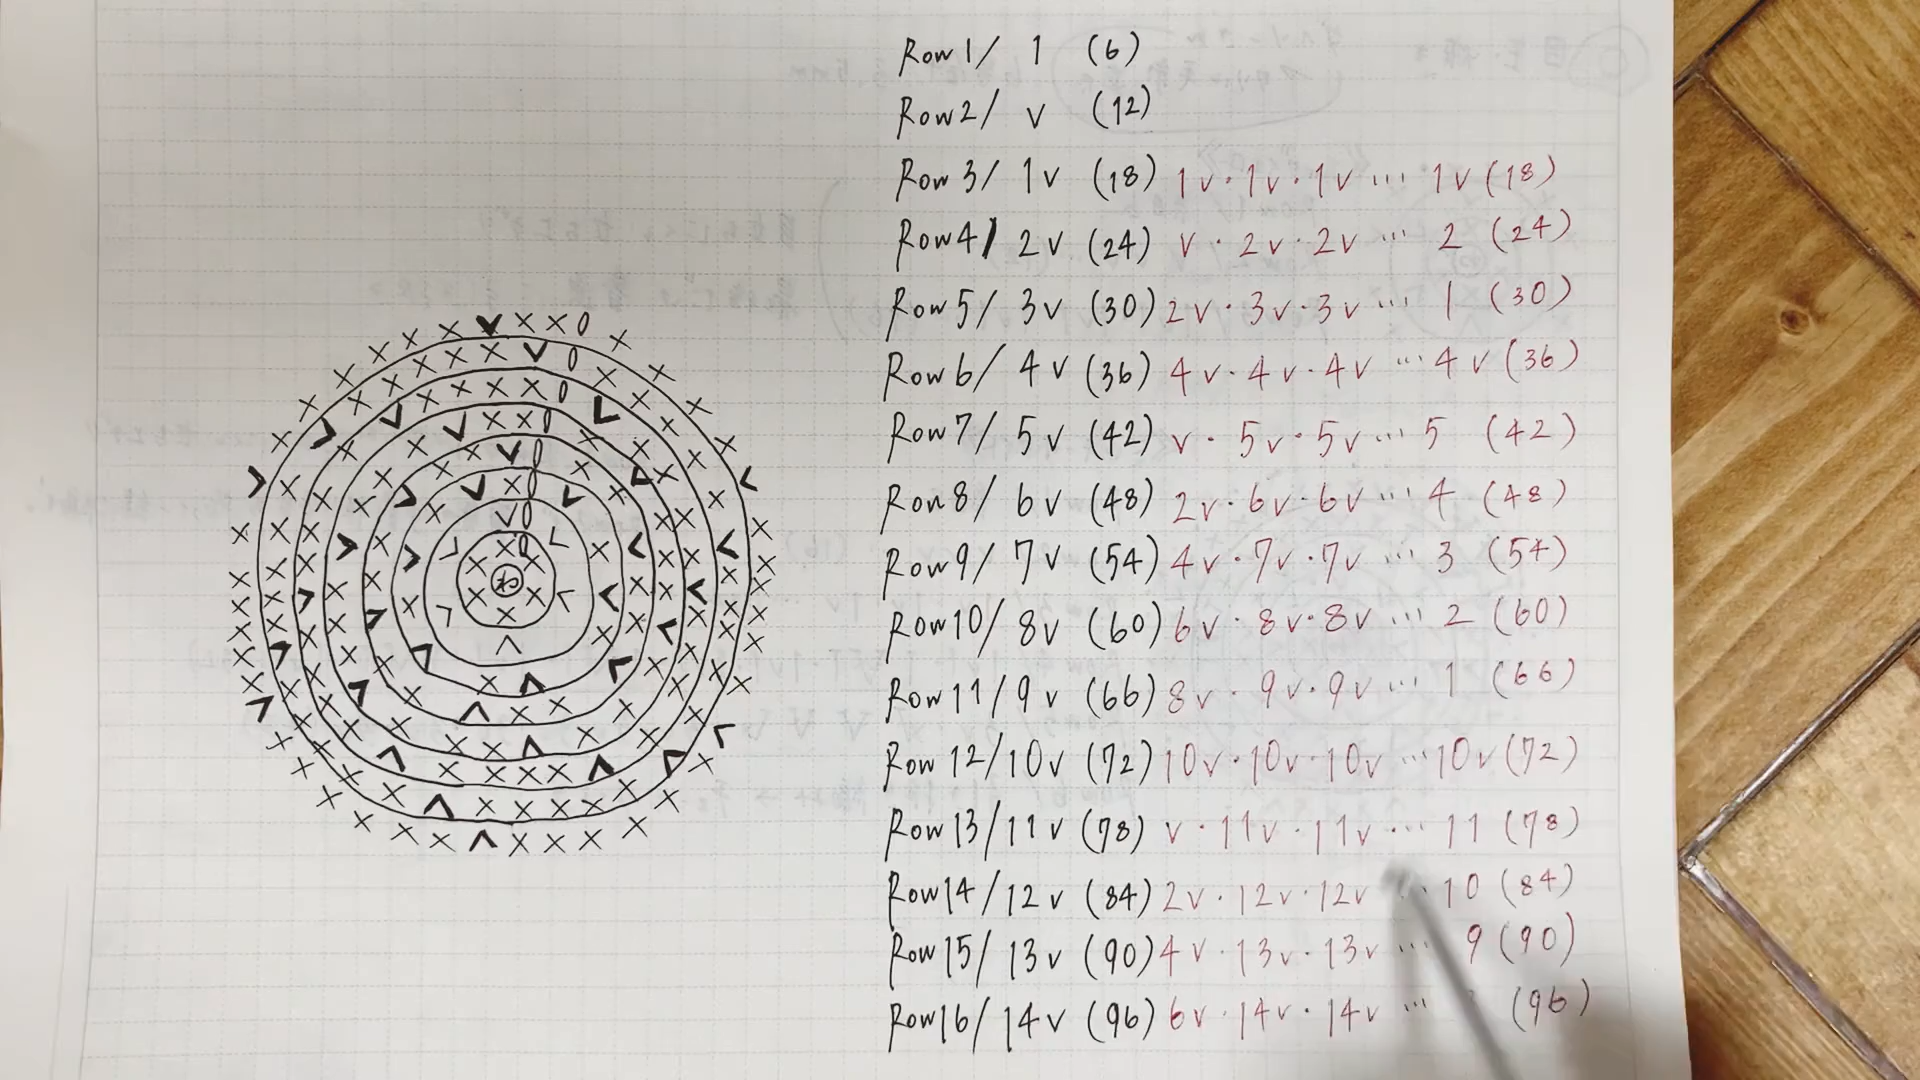 Row1/ 1 (6)
Row2/ v (12)
Row3/ 1v (18) 1v・1v・1v … 1v (18)
Row4/ 2v (24) v・2v・2v … 2 (24)
Row5/ 3v (30) 2v・3v・3v … 1 (30)
Row6/ 4v (36) 4v・4v・4v … 4v (36)
Row7/ 5v (42) v・5v・5v … 5 (42)
Row8/ 6v (48) 2v・6v・6v … 4 (48)
Row9/ 7v (54) 4v・7v・7v … 3 (54)
Row10/ 8v (60) 6v・8v・8v … 2 (60)
Row11/ 9v (66) 8v・9v・9v … 1 (66)
Row12/ 10v (72) 10v・10v・10v … 10v (72)
Row13/ 11v (78) v・11v・11v … 11 (78)
Row14/ 12v (84) 2v・12v・12v … 10 (84)
Row15/ 13v (90) 4v・13v・13v … 9 (90)
Row16/ 14v (96) 6v・14v・14v … (96)
わ